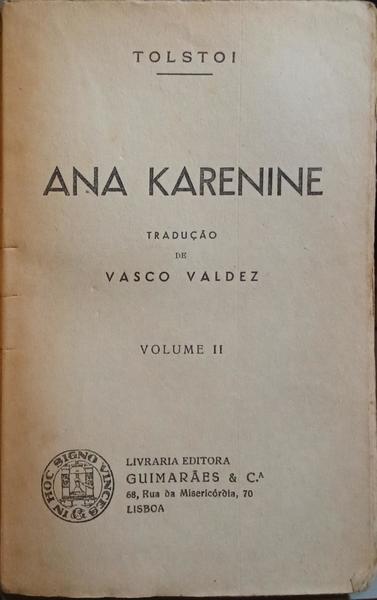 TOLSTOI
ANA KARENINE
TRADUÇÃO
DE
VASCO VALDEZ
VOLUME II
IN HOC SIGNO VINCES
LIVRARIA EDITORA
GUIMARÃES & C.ᴬ
68, Rua da Misericórdia, 70
LISBOA